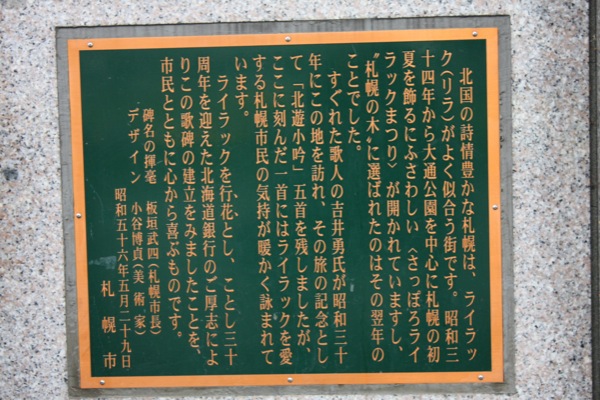 北国の詩情豊かな札幌は、ライラッ
ク(リラ)がよく似合う街です。昭和三
十四年から大通公園を中心に札幌の初
夏を飾るにふさわしい〈さっぽろライ
ラックまつり〉が開かれていますし、
〝札幌の木〟に選ばれたのはその翌年の
ことでした。
すぐれた歌人の吉井勇氏が昭和三十
年にこの地を訪れ、その旅の記念とし
て「北遊小吟」五首を残しましたが、
ここに刻んだ一首にはライラックを愛
する札幌市民の気持が暖かく詠まれて
います。
ライラックを行花とし、ことし三十
周年を迎えた北海道銀行のご厚志によ
りこの歌碑の建立をみましたことを、
市民とともに心から喜ぶものです。
碑名の揮毫 板垣武四(札幌市長)
デザイン 小谷博貞(美術家)
昭和五十六年五月二十九日
札幌市